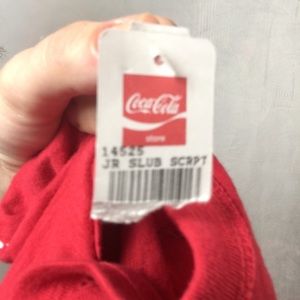 Coca-Cola
store
14525
JR SLUB SCRPT